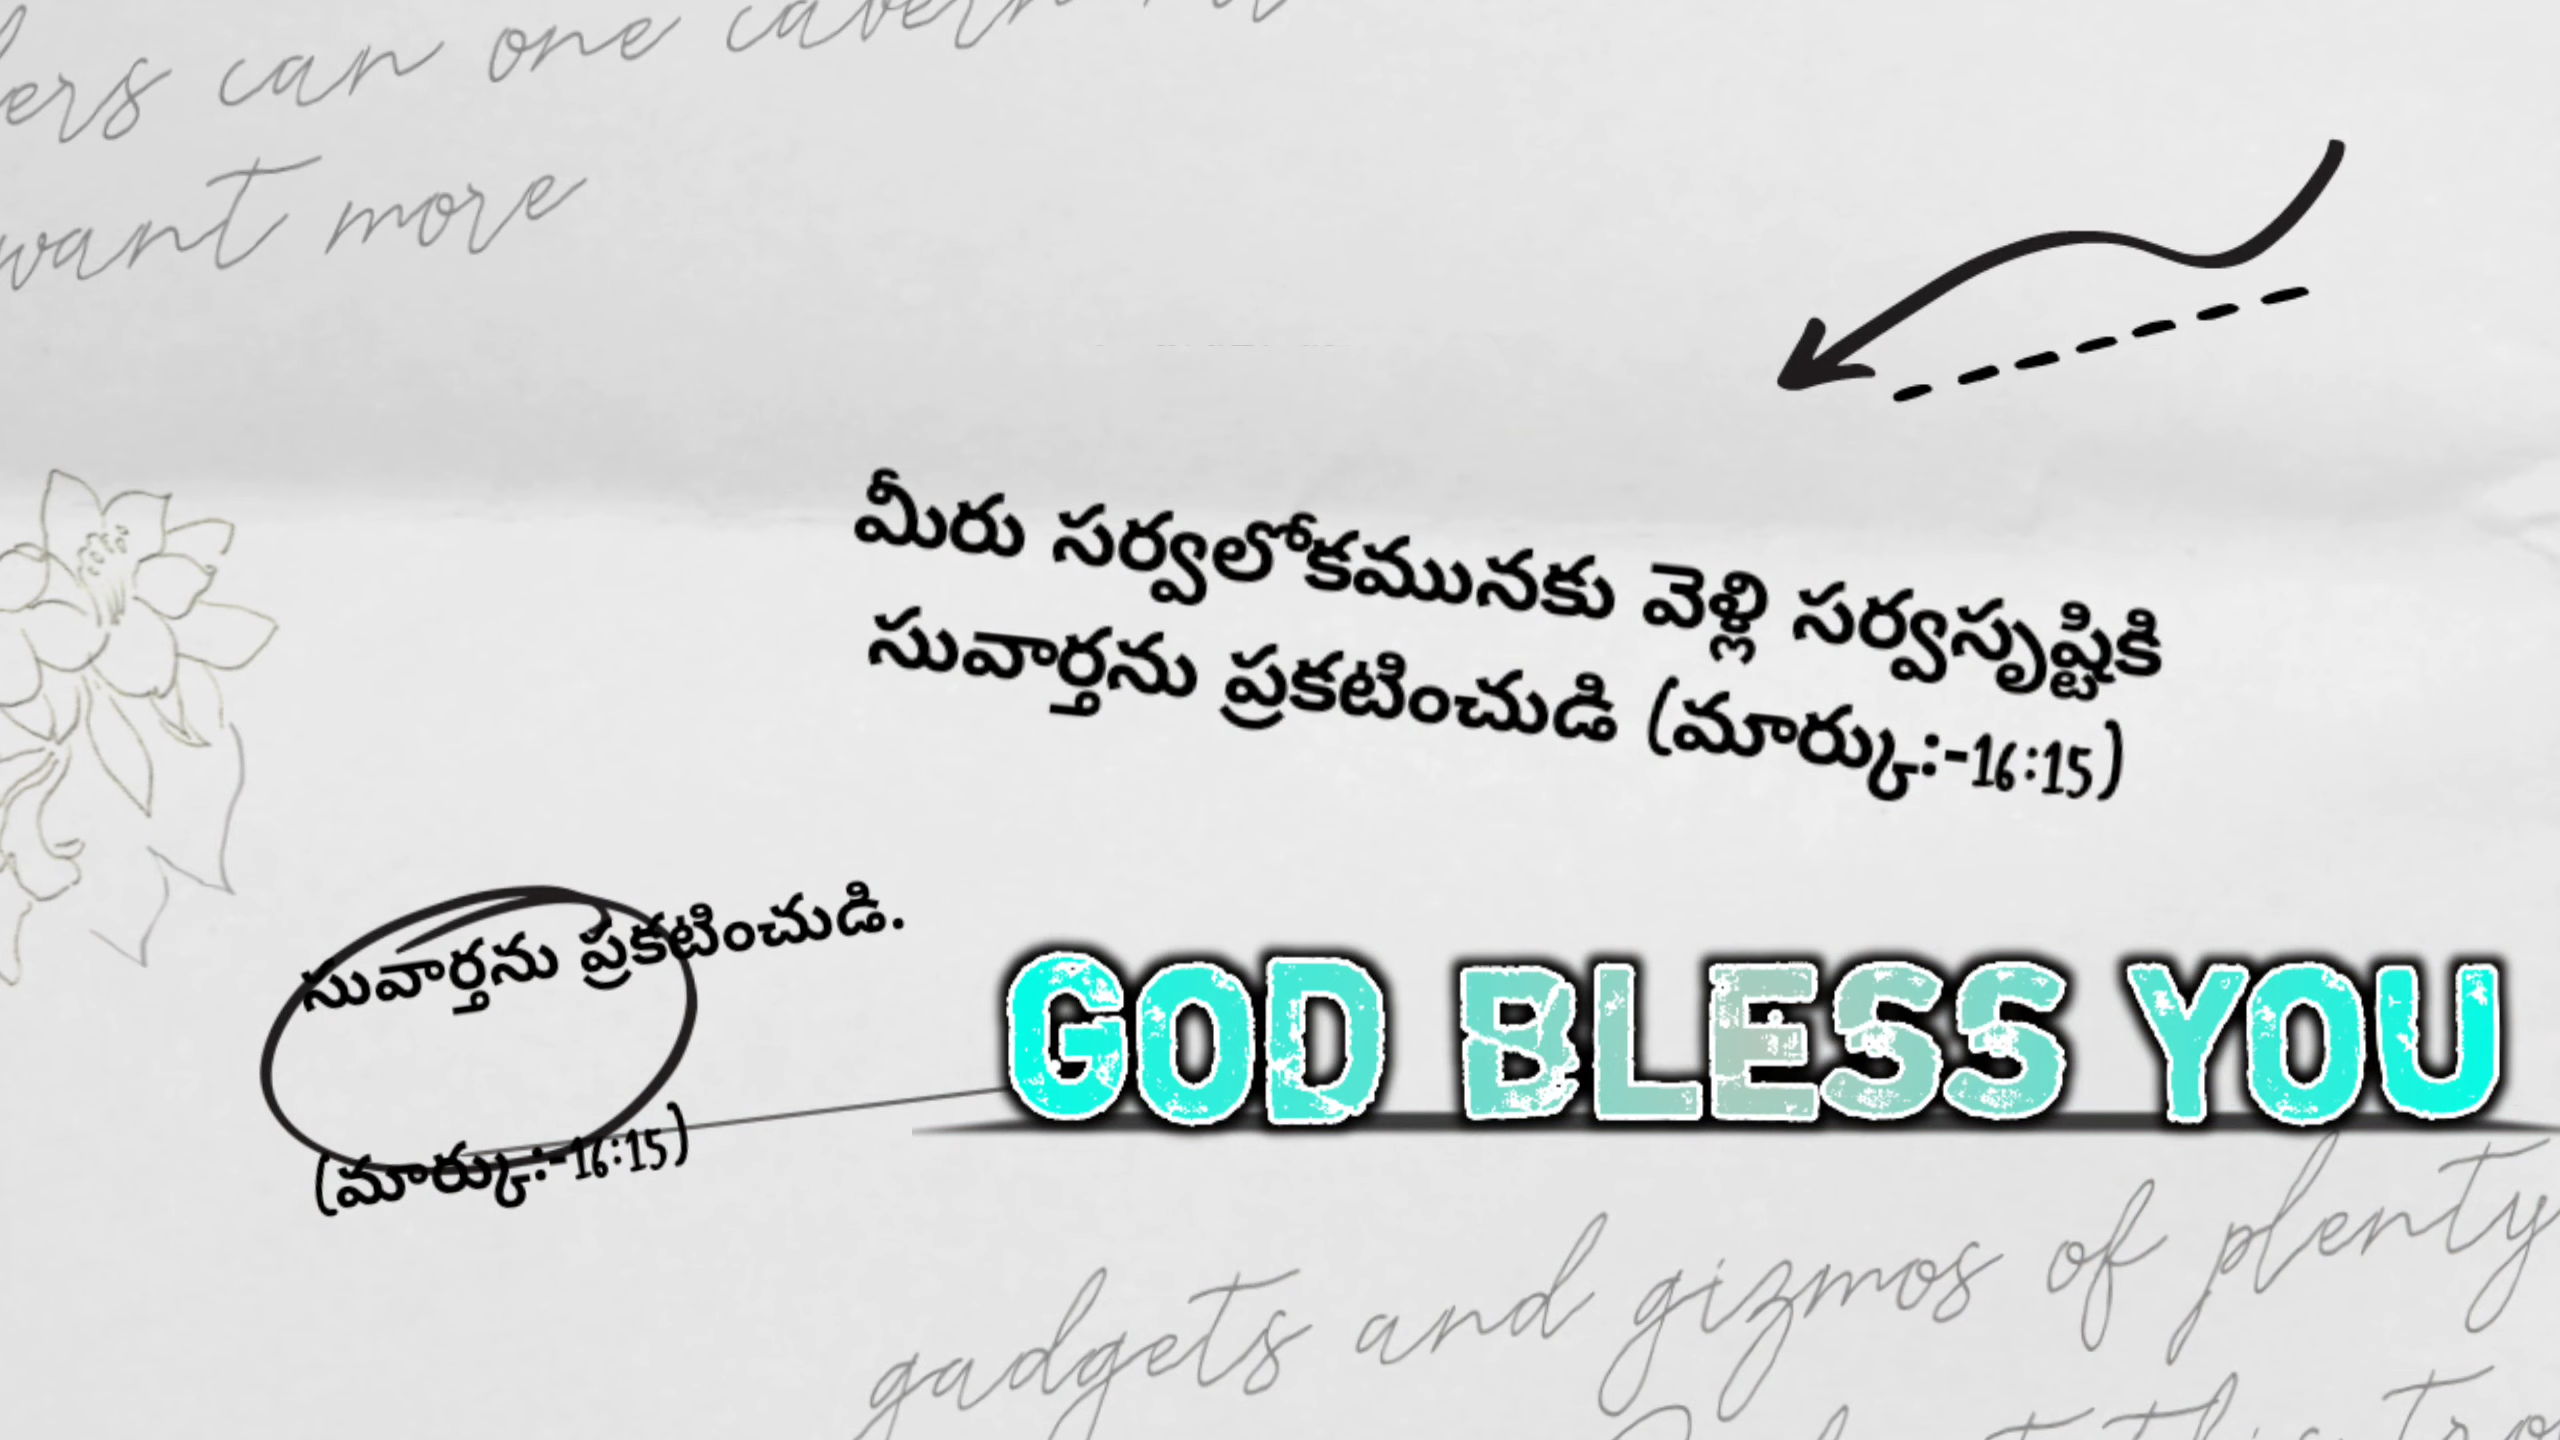 can one
want more
మీరు సర్వలోకమునకు వెళ్లి సర్వసృష్టికి
సువార్తను ప్రకటించుడి (మార్కు:-16:15)
సువార్తను ప్రకటించుడి.
(మార్కు:-16:15)
GOD BLESS YOU
gadgets and gizmos of plenty